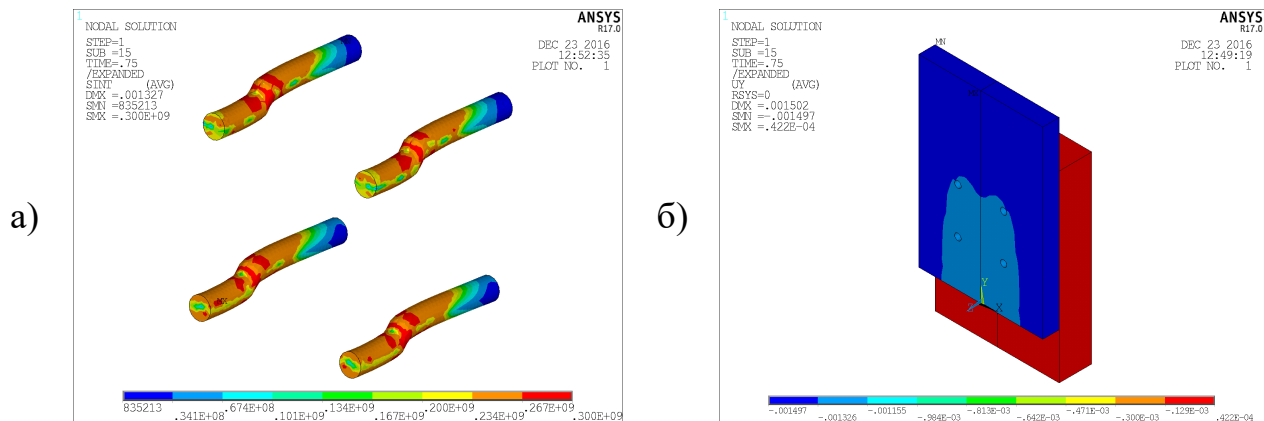 а)
1
NODAL SOLUTION
STEP=1
SUB =15
TIME=.75
/EXPANDED
SINT (AVG)
DMX =.001327
SMN =835213
SMX =.300E+09
ANSYS
R17.0
DEC 23 2016
12:52:35
PLOT NO. 1
MX
835213 .674E+08 .134E+09 .200E+09 .267E+09
.341E+08 .101E+09 .167E+09 .234E+09 .300E+09
б)
1
NODAL SOLUTION
STEP=1
SUB =15
TIME=.75
/EXPANDED
UY (AVG)
RSYS=0
DMX =.001502
SMN =-.001497
SMX =.422E-04
ANSYS
R17.0
DEC 23 2016
12:49:19
PLOT NO. 1
MN
Y
Z X
-.001497 -.001155 -.813E-03 -.471E-03 -.129E-03
-.001326 -.984E-03 -.642E-03 -.300E-03 .422E-04